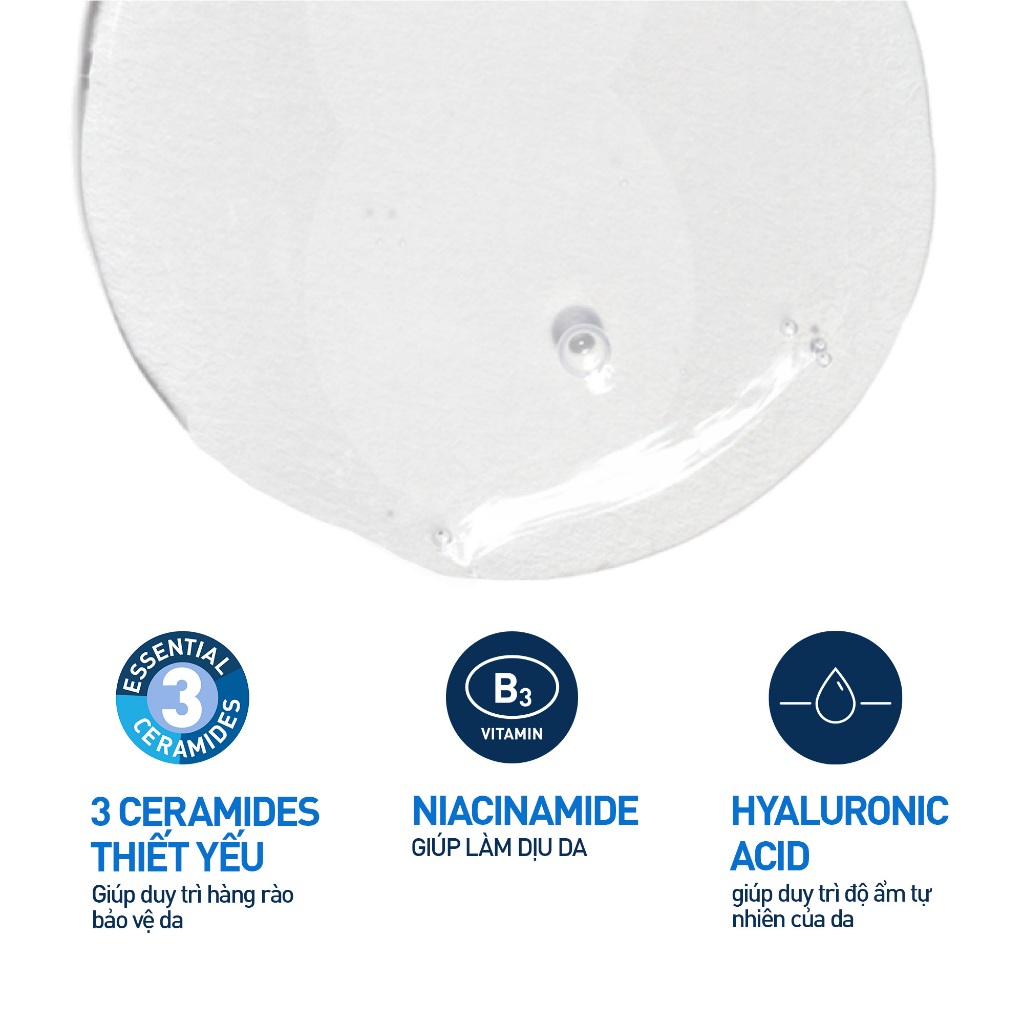 ESSENTIAL
3
CERAMIDES
3 CERAMIDES
THIẾT YẾU
Giúp duy trì hàng rào
bảo vệ da
B3
VITAMIN
NIACINAMIDE
GIÚP LÀM DỊU DA
HYALURONIC
ACID
giúp duy trì độ ẩm tự
nhiên của da